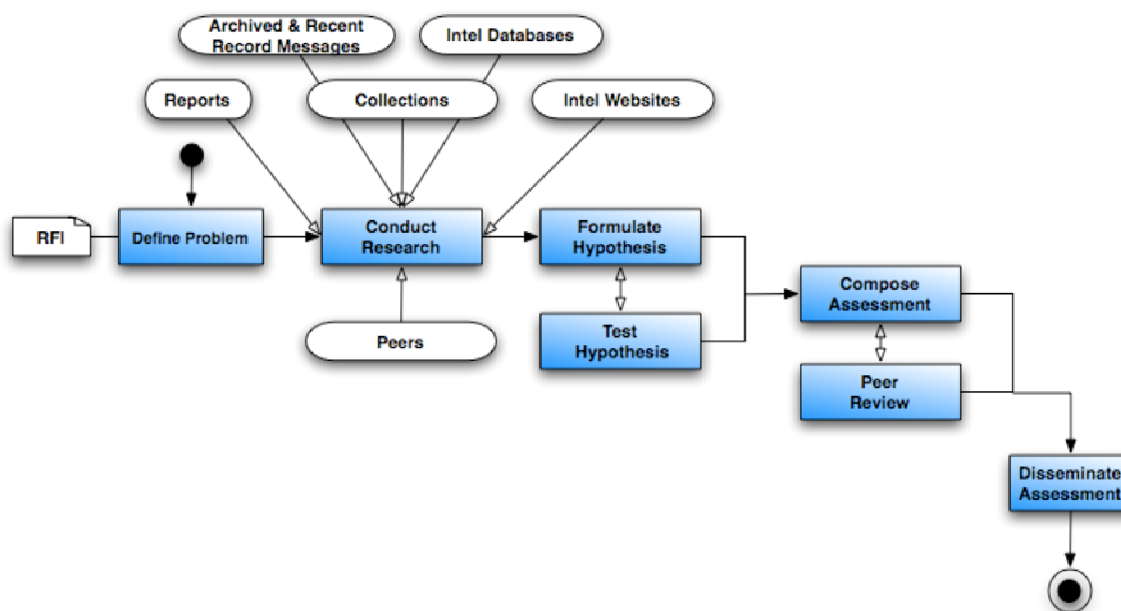 Archived & Recent
Record Messages
Intel Databases
Reports
Collections
Intel Websites
RFI
Define Problem
Conduct
Research
Formulate
Hypothesis
Peers
Test
Hypothesis
Compose
Assessment
Peer
Review
Disseminate
Assessment